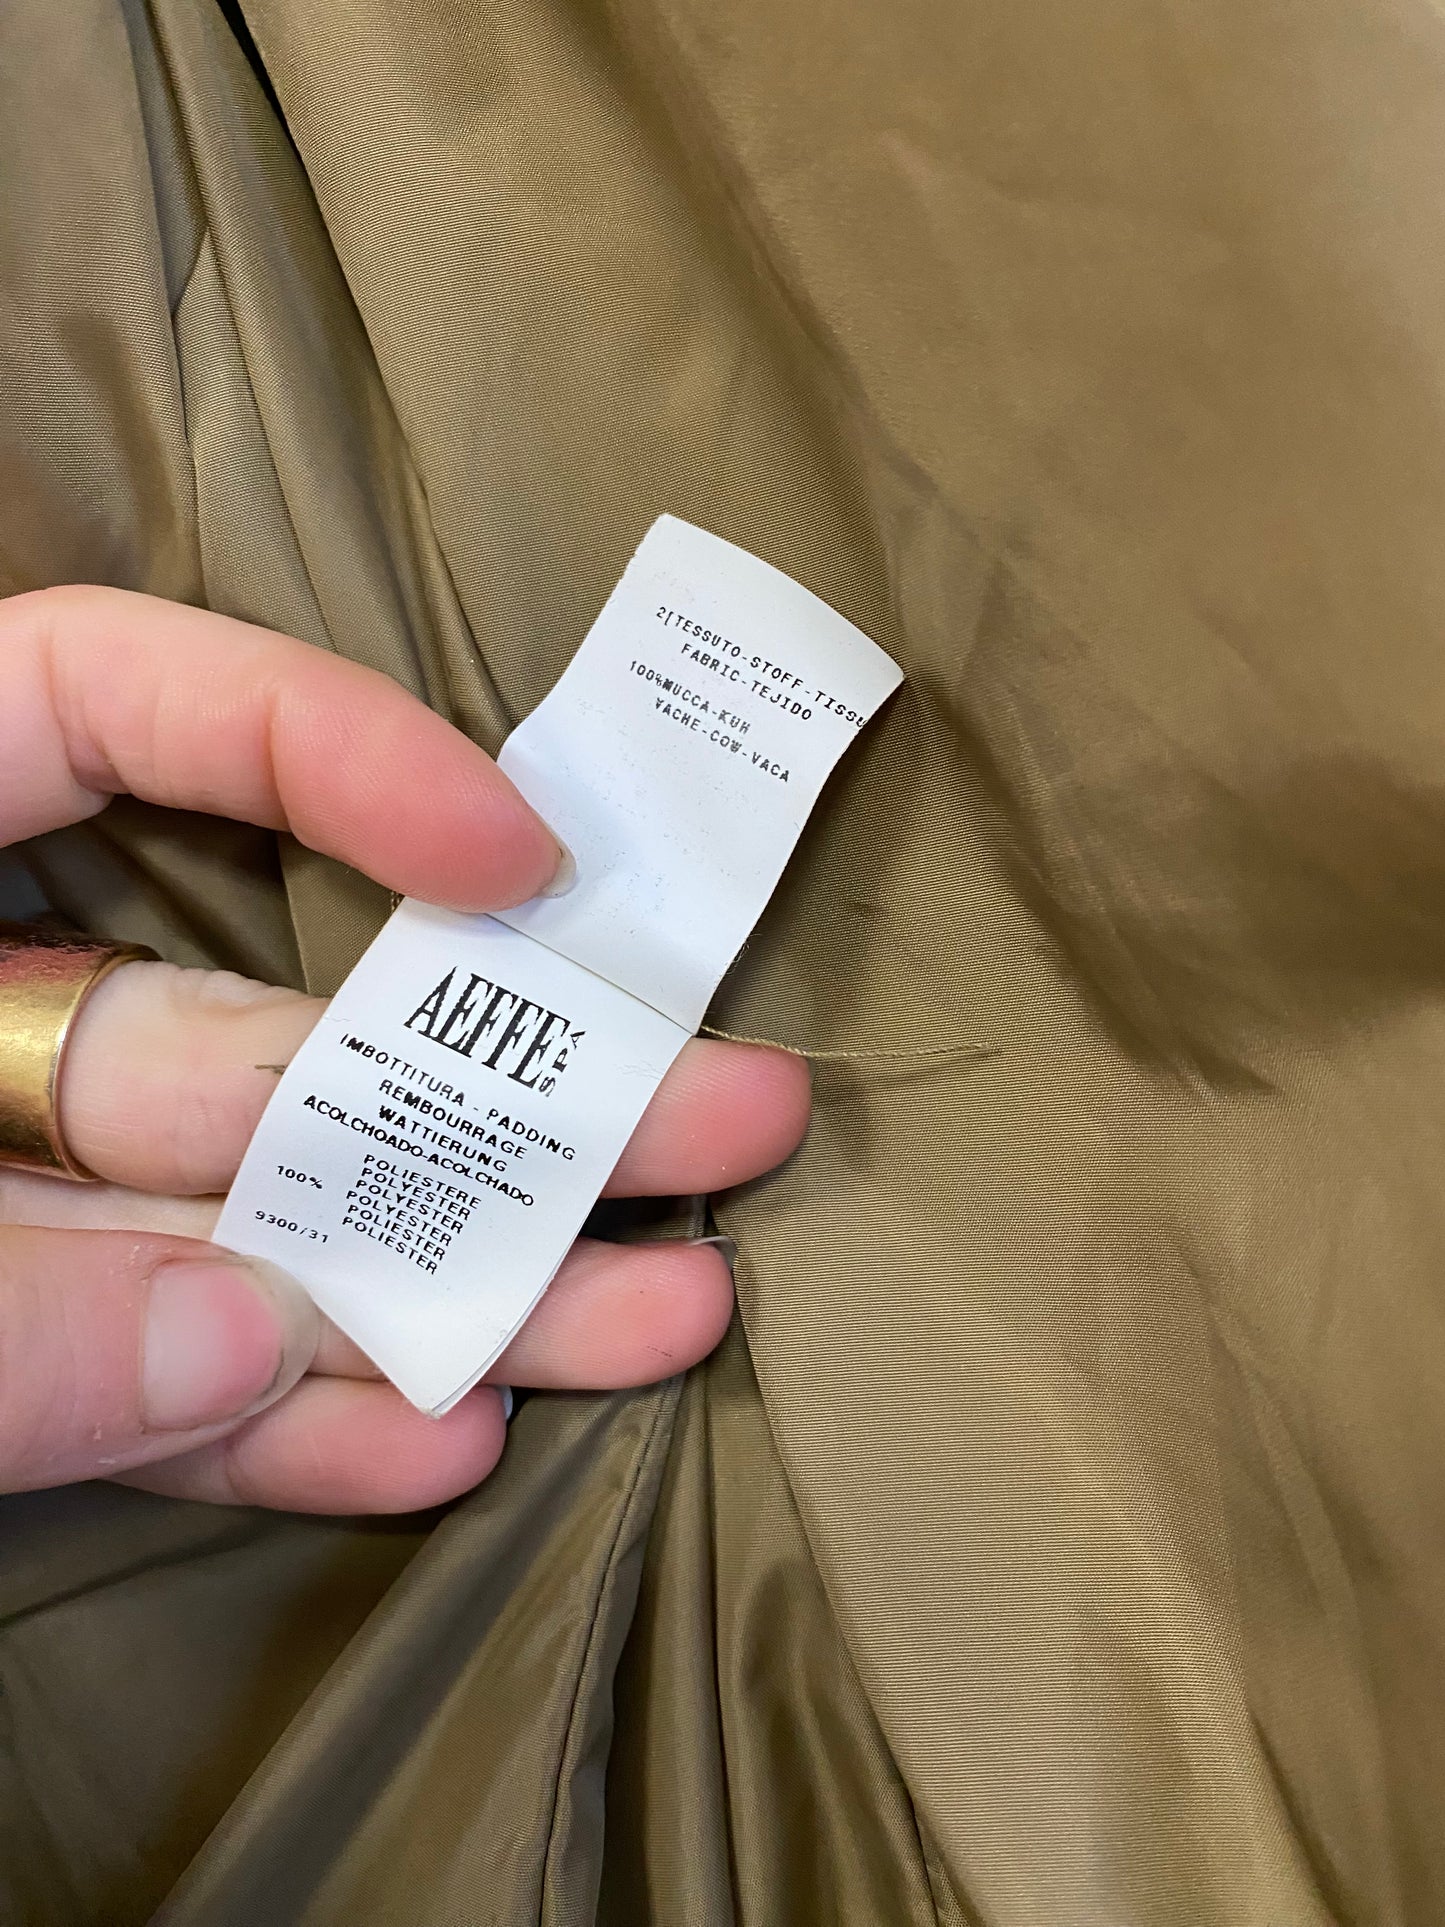 2[TESSUTO-STOFF-TISSU
FABRIC-TEJIDO
100%MUCCA-KUH
VACHE-COW-VACA
AEFFE SPA
IMBOTTITURA - PADDING
REMBOURRAGE
WATTIERUNG
ACOLCHOADO-ACOLCHADO
POLIESTERE
100% POLYESTER
POLYESTER
POLYESTER
9300/31 POLIESTER
POLIESTER